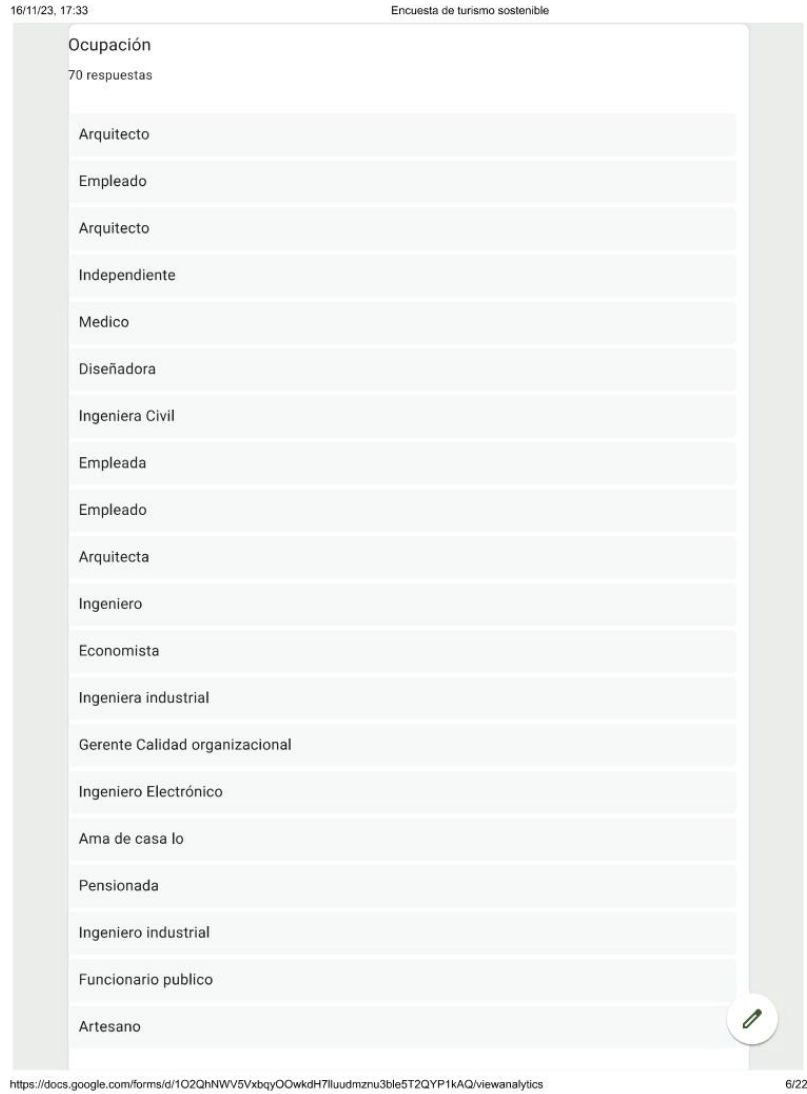 16/11/23, 17:33
Encuesta de turismo sostenible
Ocupación
70 respuestas
Arquitecto
Empleado
Arquitecto
Independiente
Medico
Diseñadora
Ingeniera Civil
Empleada
Empleado
Arquitecta
Ingeniero
Economista
Ingeniera industrial
Gerente Calidad organizacional
Ingeniero Electrónico
Ama de casa lo
Pensionada
Ingeniero industrial
Funcionario publico
Artesano
https://docs.google.com/forms/d/1O2QhNWV5VxbqyOOwkdH7lluudmznu3ble5T2QYP1kAQ/viewanalytics
6/22